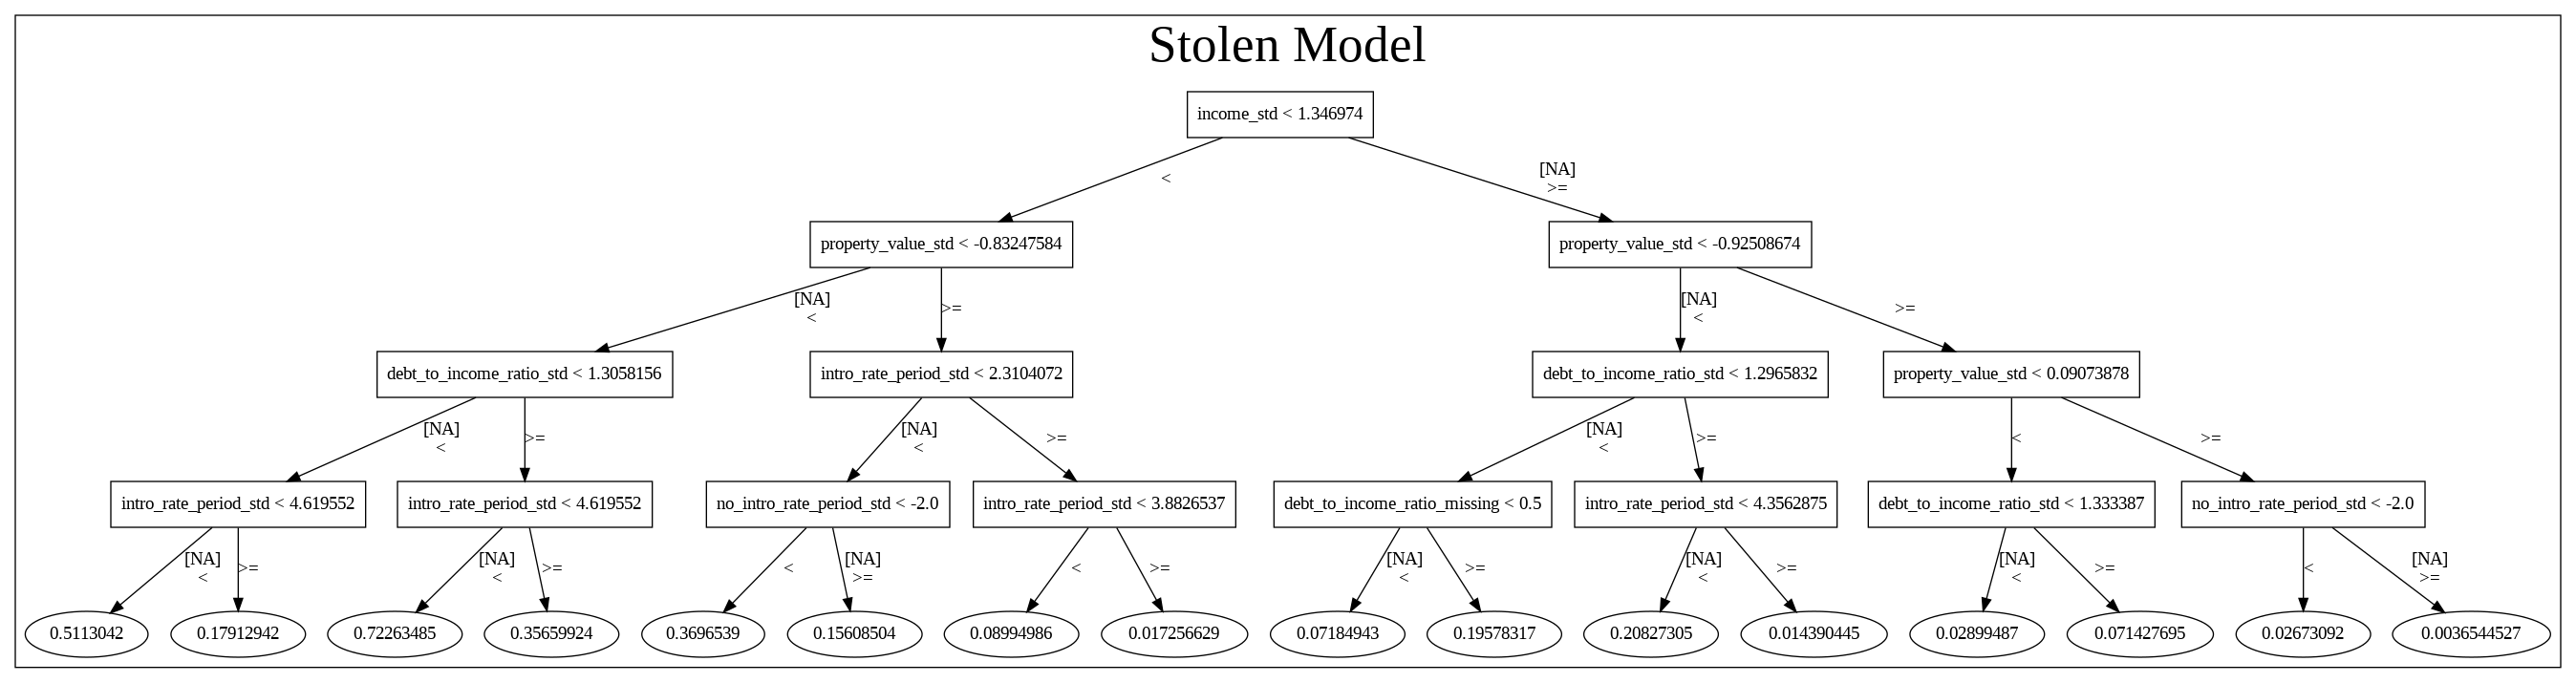 Stolen Model
income_std < 1.346974
<
[NA]
>=
property_value_std < -0.83247584
property_value_std < -0.92508674
[NA]
<
>=
[NA]
<
>=
debt_to_income_ratio_std < 1.3058156
intro_rate_period_std < 2.3104072
debt_to_income_ratio_std < 1.2965832
property_value_std < 0.09073878
[NA]
<
>=
[NA]
<
>=
[NA]
<
>=
<
>=
intro_rate_period_std < 4.619552
intro_rate_period_std < 4.619552
no_intro_rate_period_std < -2.0
intro_rate_period_std < 3.8826537
debt_to_income_ratio_missing < 0.5
intro_rate_period_std < 4.3562875
debt_to_income_ratio_std < 1.333387
no_intro_rate_period_std < -2.0
[NA]
<
>=
[NA]
<
>=
<
[NA]
>=
<
>=
[NA]
<
>=
[NA]
<
>=
[NA]
<
>=
<
[NA]
>=
0.5113042
0.17912942
0.72263485
0.35659924
0.3696539
0.15608504
0.08994986
0.017256629
0.07184943
0.19578317
0.20827305
0.014390445
0.02899487
0.071427695
0.02673092
0.0036544527